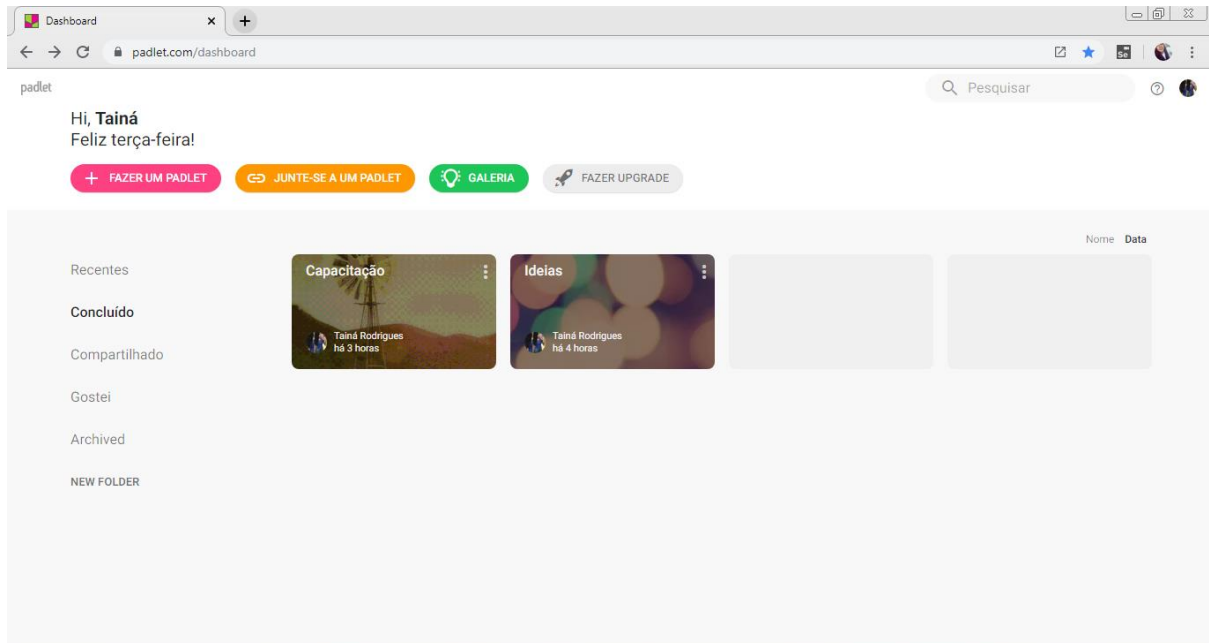 Dashboard
padlet.com/dashboard
Se
padlet
Pesquisar
Hi, Tainá
Feliz terça-feira!
FAZER UM PADLET
JUNTE-SE A UM PADLET
GALERIA
FAZER UPGRADE
Nome Data
Recentes
Concluído
Compartilhado
Gostei
Archived
NEW FOLDER
Capacitação
Tainá Rodrigues
há 3 horas
Ideias
Tainá Rodrigues
há 4 horas